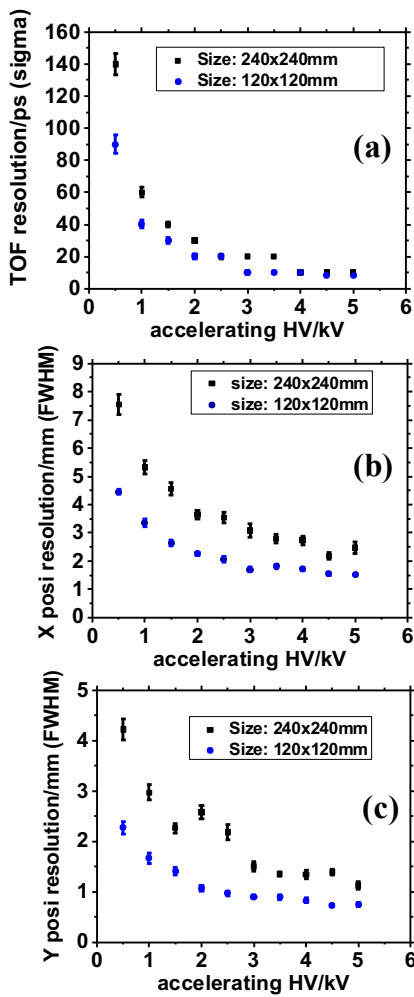 160
140
120
100
80
60
40
20
0
TOF resolution/ps (sigma)
Size: 240x240mm
Size: 120x120mm
(a)
0 1 2 3 4 5 6
accelerating HV/kV
9
8
7
6
5
4
3
2
1
0
X posi resolution/mm (FWHM)
size: 240x240mm
size: 120x120mm
(b)
0 1 2 3 4 5 6
accelerating HV/kV
5
4
3
2
1
0
Y posi resolution/mm (FWHM)
Size: 240x240mm
Size: 120x120mm
(c)
0 1 2 3 4 5 6
accelerating HV/kV